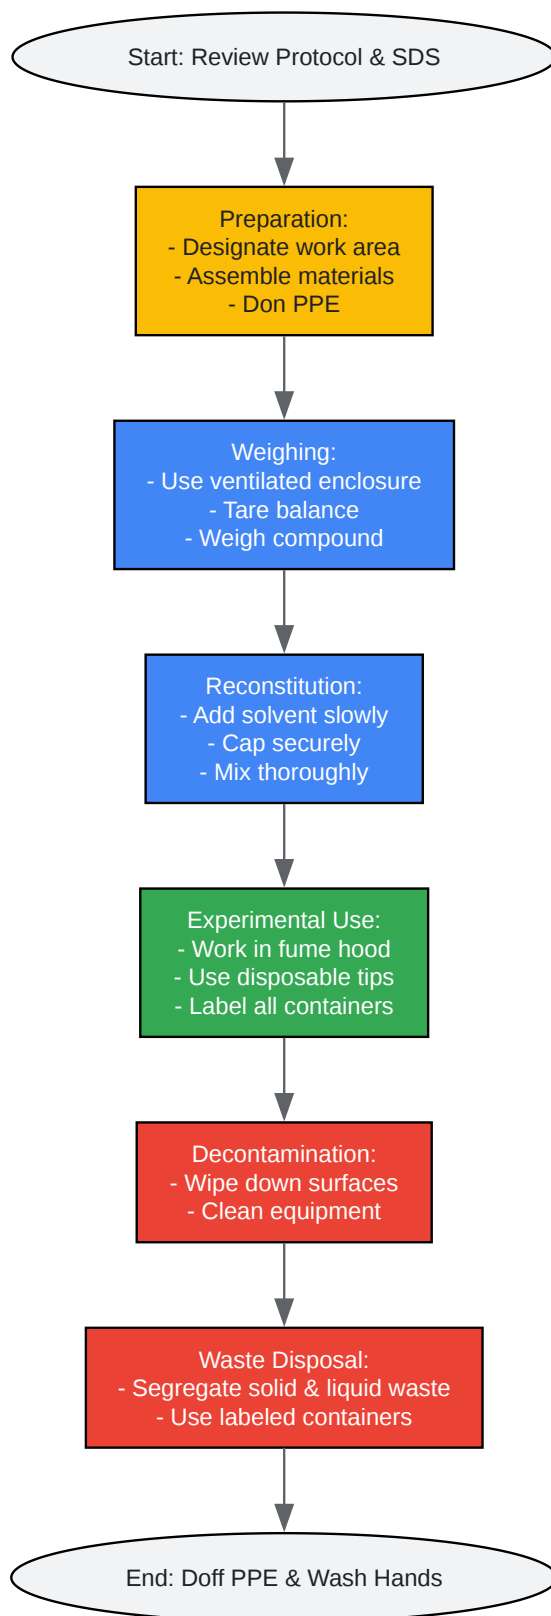 Start: Review Protocol & SDS
Preparation:
- Designate work area
- Assemble materials
- Don PPE
Weighing:
- Use ventilated enclosure
- Tare balance
- Weigh compound
Reconstitution:
- Add solvent slowly
- Cap securely
- Mix thoroughly
Experimental Use:
- Work in fume hood
- Use disposable tips
- Label all containers
Decontamination:
- Wipe down surfaces
- Clean equipment
Waste Disposal:
- Segregate solid & liquid waste
- Use labeled containers
End: Doff PPE & Wash Hands